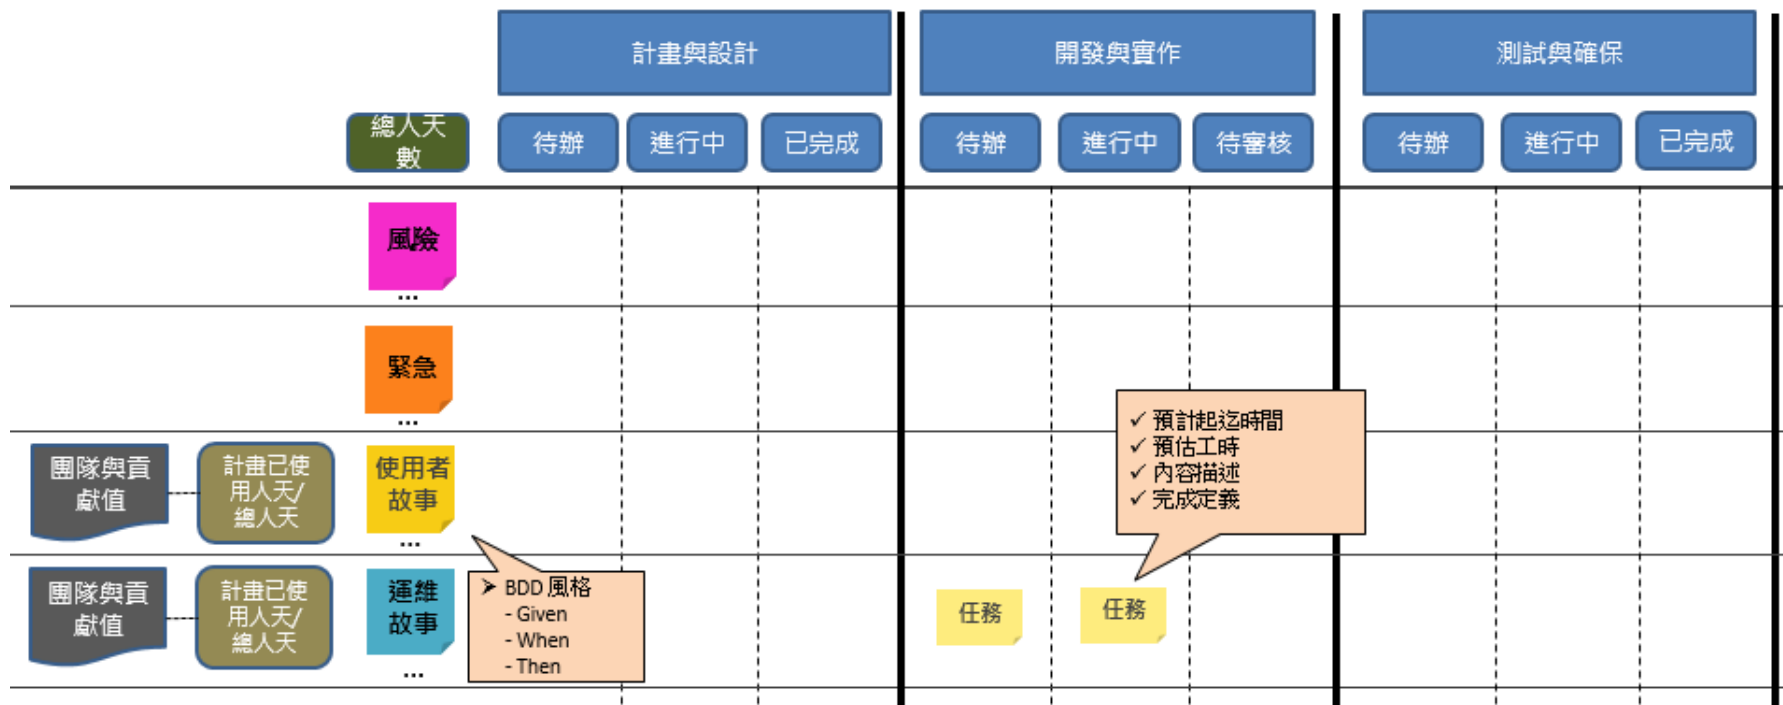 計畫與設計
開發與實作
測試與確保
總人天
數
待辦
進行中
已完成
待辦
進行中
待審核
待辦
進行中
已完成
風險
...
緊急
...
團隊與貢
獻值
計畫已使
用人天/
總人天
使用者
故事
...
✓ 預計起迄時間
✓ 預估工時
✓ 內容描述
✓ 完成定義
團隊與貢
獻值
計畫已使
用人天/
總人天
運維
故事
...
➢ BDD 風格
- Given
- When
- Then
任務
任務